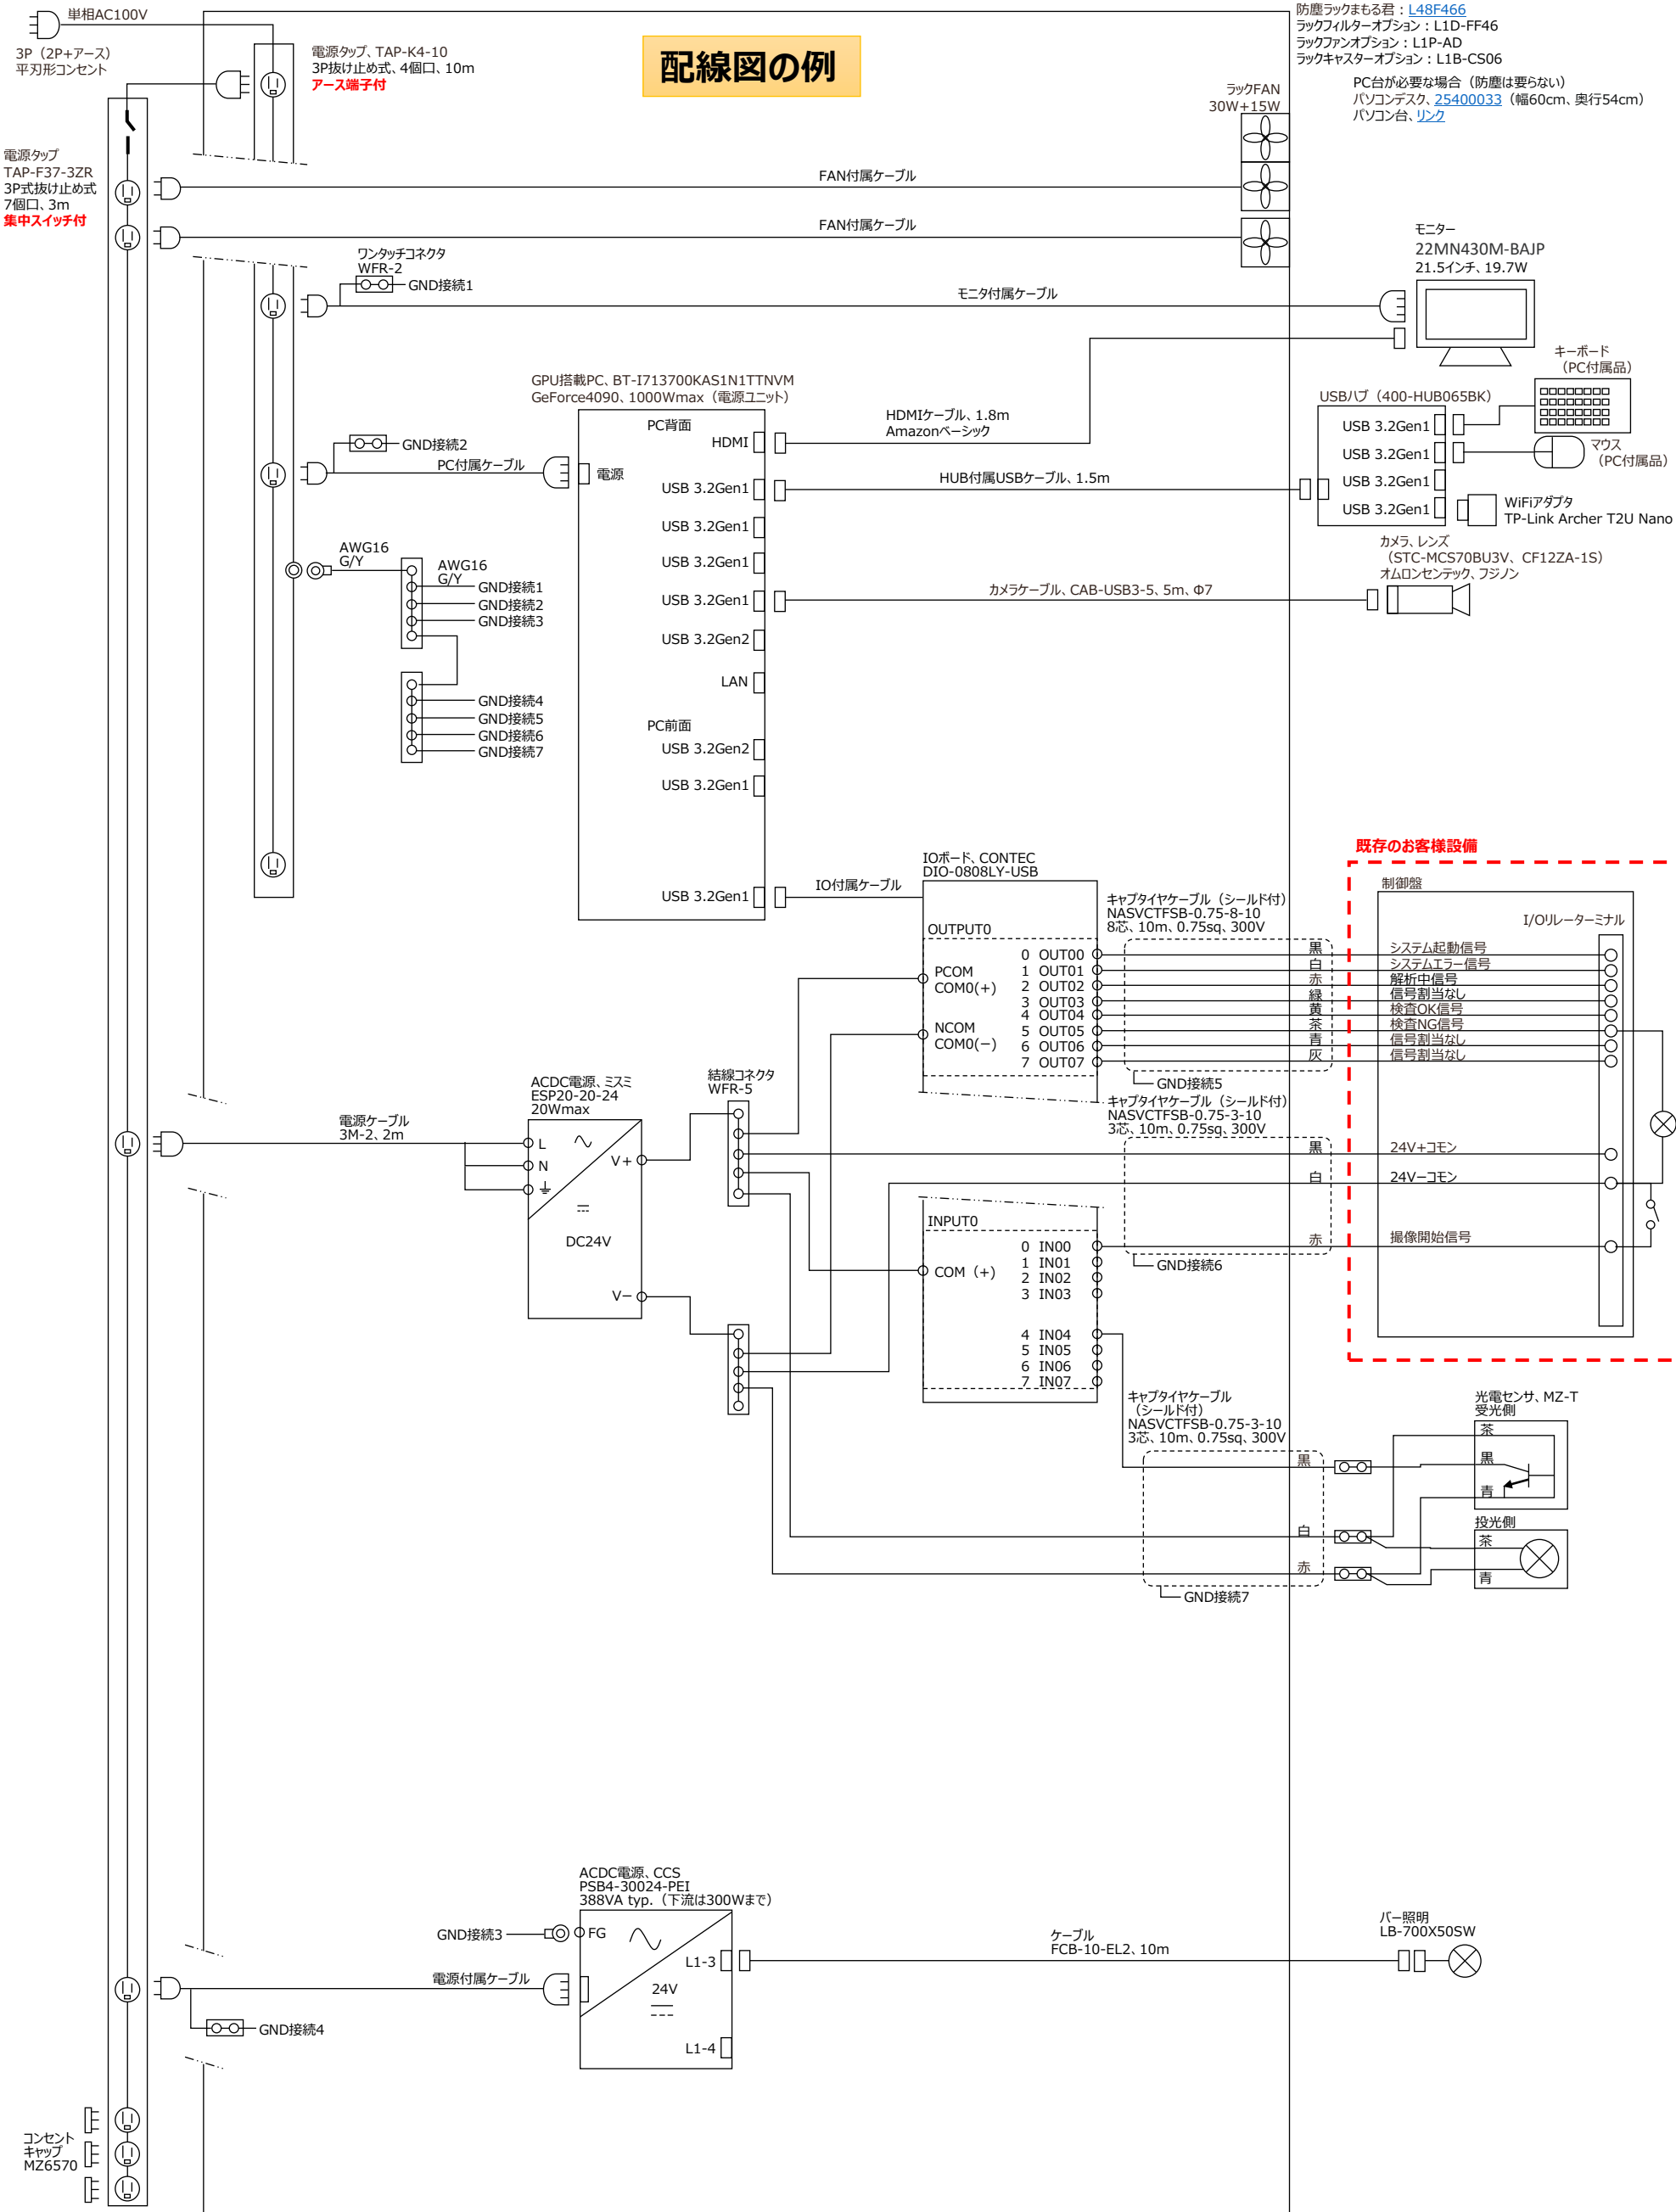 単相AC100V
3P（2P+アース）
平刃形コンセント
電源タップ、TAP-K4-10
3P抜け止め式、4個口、10m
アース端子付
配線図の例
防塵ラックまもる君：L48F466
ラックフィルターオプション：L1D-FF46
ラックファンオプション：L1P-AD
ラックキャスターオプション：L1B-CS06
PC台が必要な場合（防塵は要らない）
パソコンデスク、25400033（幅60cm、奥行54cm）
パソコン台、リンク
ラックFAN
30W+15W
電源タップ
TAP-F37-3ZR
3P式抜け止め式
7個口、3m
集中スイッチ付
FAN付属ケーブル
FAN付属ケーブル
ワンタッチコネクタ
WFR-2
GND接続1
モニタ付属ケーブル
モニター
22MN430M-BAJP
21.5インチ、19.7W
キーボード
（PC付属品）
GPU搭載PC、BT-I713700KAS1N1TTNVM
GeForce4090、1000Wmax（電源ユニット）
PC背面
HDMI
HDMIケーブル、1.8m
Amazonベーシック
USBハブ（400-HUB065BK）
USB 3.2Gen1
USB 3.2Gen1
USB 3.2Gen1
USB 3.2Gen1
マウス
（PC付属品）
WiFiアダプタ
TP-Link Archer T2U Nano
GND接続2
PC付属ケーブル
電源
USB 3.2Gen1
HUB付属USBケーブル、1.5m
USB 3.2Gen1
USB 3.2Gen1
USB 3.2Gen1
カメラケーブル、CAB-USB3-5、5m、Φ7
カメラ、レンズ
（STC-MCS70BU3V、CF12ZA-1S）
オムロンセンテック、フジノン
USB 3.2Gen2
LAN
PC前面
USB 3.2Gen2
USB 3.2Gen1
AWG16
G/Y
AWG16
G/Y
GND接続1
GND接続2
GND接続3
GND接続4
GND接続5
GND接続6
GND接続7
USB 3.2Gen1
IO付属ケーブル
IOボード、CONTEC
DIO-0808LY-USB
OUTPUT0
PCOM
COM0(+)
NCOM
COM0(−)
0 OUT00
1 OUT01
2 OUT02
3 OUT03
4 OUT04
5 OUT05
6 OUT06
7 OUT07
キャプタイヤケーブル（シールド付）
NASVCTFSB-0.75-8-10
8芯、10m、0.75sq、300V
黒
白
赤
緑
黄
茶
青
灰
GND接続5
既存のお客様設備
制御盤
I/Oリレーターミナル
システム起動信号
システムエラー信号
解析中信号
信号割当なし
検査OK信号
検査NG信号
信号割当なし
信号割当なし
キャプタイヤケーブル（シールド付）
NASVCTFSB-0.75-3-10
3芯、10m、0.75sq、300V
黒
24V+コモン
白
24V−コモン
赤
撮像開始信号
GND接続6
電源ケーブル
3M-2、2m
ACDC電源、ミスミ
ESP20-20-24
20Wmax
L
N
V+
DC24V
V−
結線コネクタ
WFR-5
INPUT0
COM（+）
0 IN00
1 IN01
2 IN02
3 IN03
4 IN04
5 IN05
6 IN06
7 IN07
キャプタイヤケーブル
（シールド付）
NASVCTFSB-0.75-3-10
3芯、10m、0.75sq、300V
黒
白
赤
GND接続7
光電センサ、MZ-T
受光側
茶
黒
青
投光側
茶
青
ACDC電源、CCS
PSB4-30024-PEI
388VA typ.（下流は300Wまで）
GND接続3
FG
L1-3
24V
L1-4
電源付属ケーブル
GND接続4
ケーブル
FCB-10-EL2、10m
バー照明
LB-700X50SW
コンセント
キャップ
MZ6570